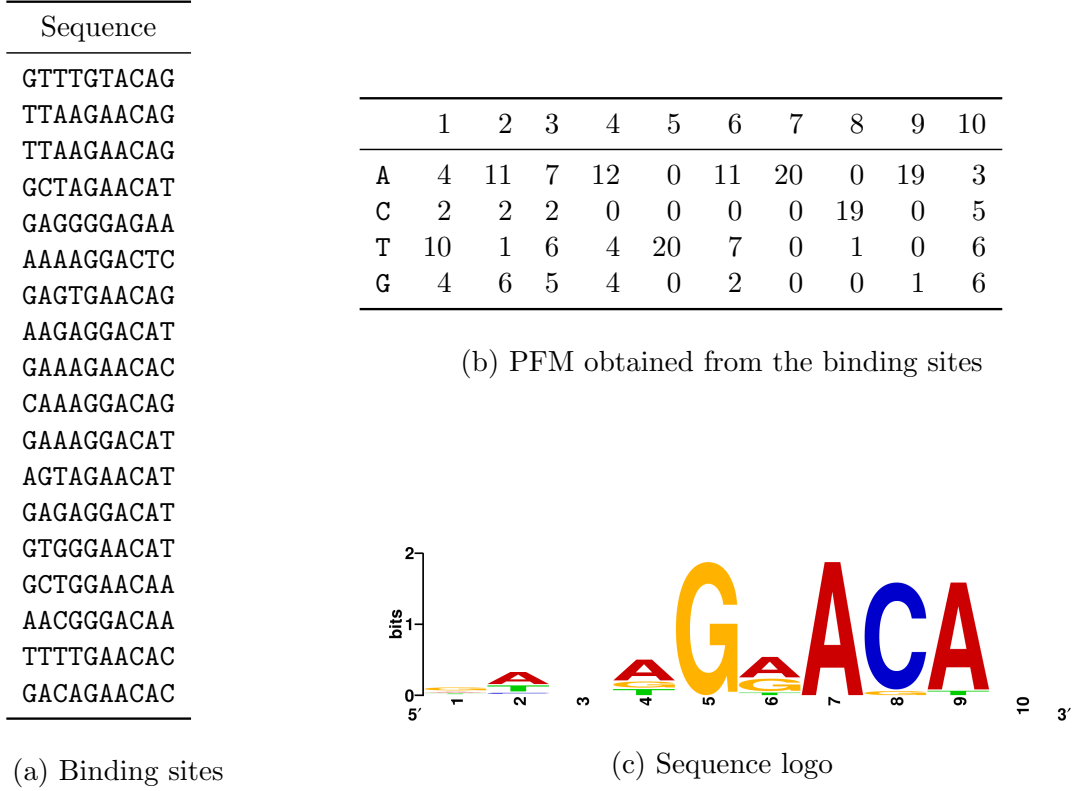 Sequence
GTTTGTACAG
TTAAGAACAG
TTAAGAACAG
GCTAGAACAT
GAGGGGAGAA
AAAAGGACTC
GAGTGAACAG
AAGAGGACAT
GAAAGAACAC
CAAAGGACAG
GAAAGGACAT
AGTAGAACAT
GAGAGGACAT
GTGGGAACAT
GCTGGAACAA
AACGGGACAA
TTTTGAACAC
GACAGAACAC
(a) Binding sites
1 2 3 4 5 6 7 8 9 10
A 4 11 7 12 0 11 20 0 19 3
C 2 2 2 0 0 0 0 19 0 5
T 10 1 6 4 20 7 0 1 0 6
G 4 6 5 4 0 2 0 0 1 6
(b) PFM obtained from the binding sites
2
1
0
bits
G
A
T
A
G
T
G
A
G
T
A
C
G
A
T
5′ 1 2 3 4 5 6 7 8 9 10 3′
(c) Sequence logo